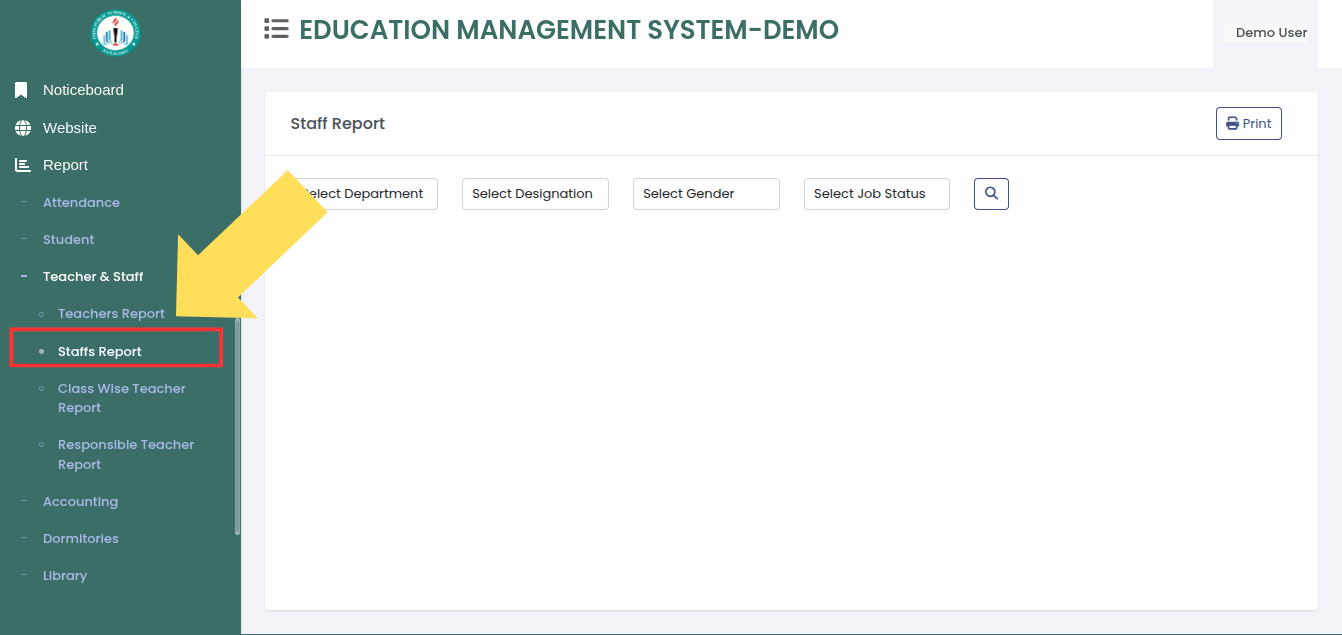 EDUCATION MANAGEMENT SYSTEM-DEMO
Demo User
Noticeboard
Website
Report
Attendance
Student
Teacher & Staff
Teachers Report
Staffs Report
Class Wise Teacher
Report
Responsible Teacher
Report
Accounting
Dormitories
Library
Staff Report
Print
elect Department
Select Designation
Select Gender
Select Job Status